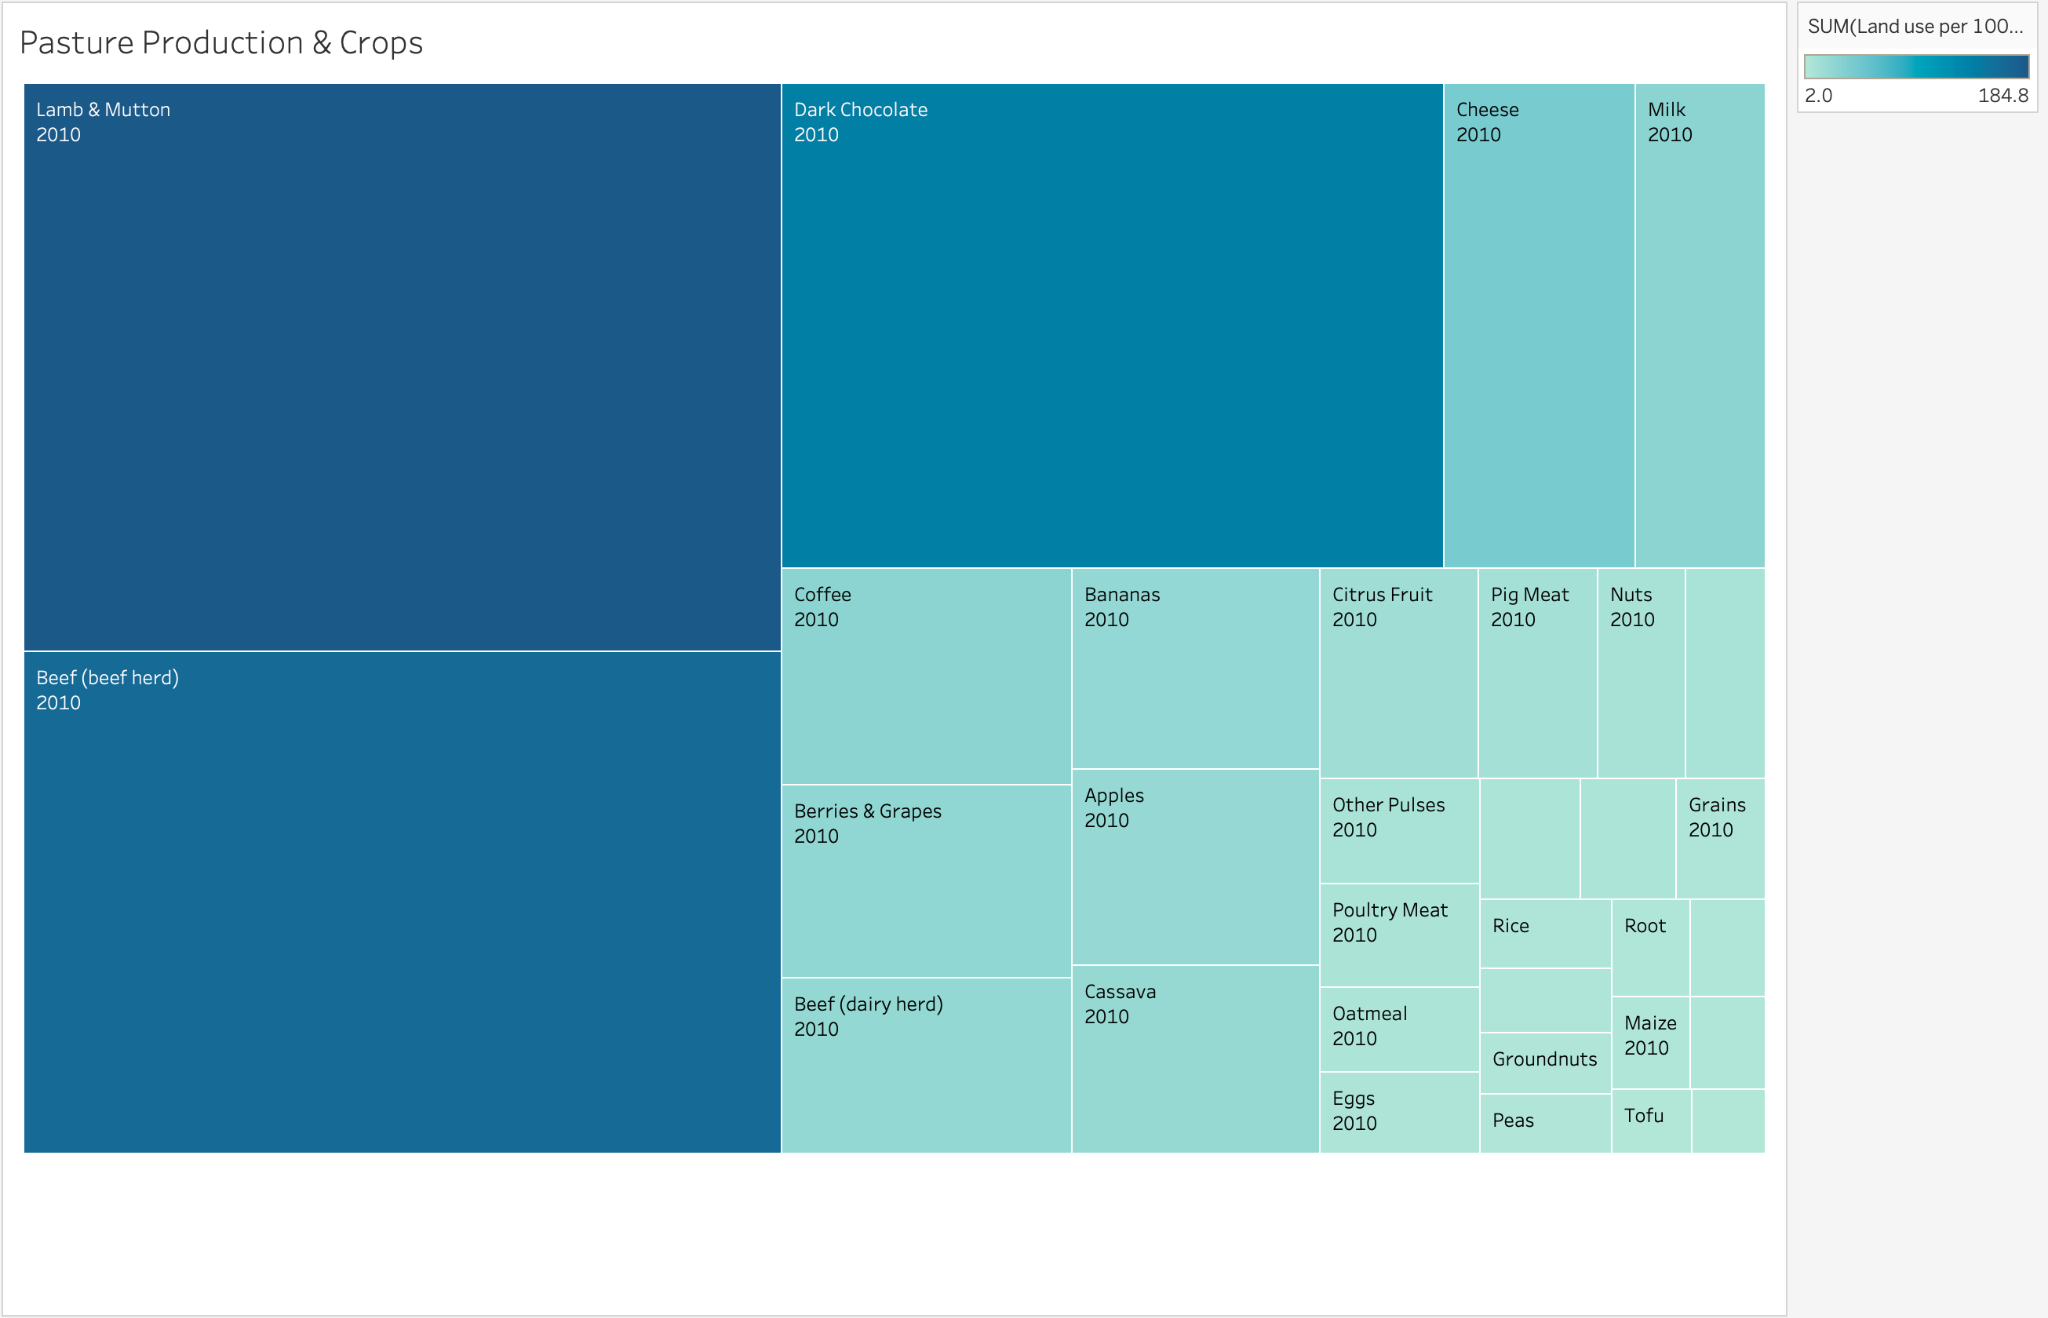 Pasture Production & Crops
SUM(Land use per 100...
2.0
184.8
Lamb & Mutton
2010
Dark Chocolate
2010
Cheese
2010
Milk
2010
Coffee
2010
Bananas
2010
Citrus Fruit
2010
Pig Meat
2010
Nuts
2010
Beef (beef herd)
2010
Berries & Grapes
2010
Apples
2010
Other Pulses
2010
Grains
2010
Poultry Meat
2010
Rice
Root
Beef (dairy herd)
2010
Cassava
2010
Oatmeal
2010
Maize
2010
Groundnuts
Eggs
2010
Peas
Tofu